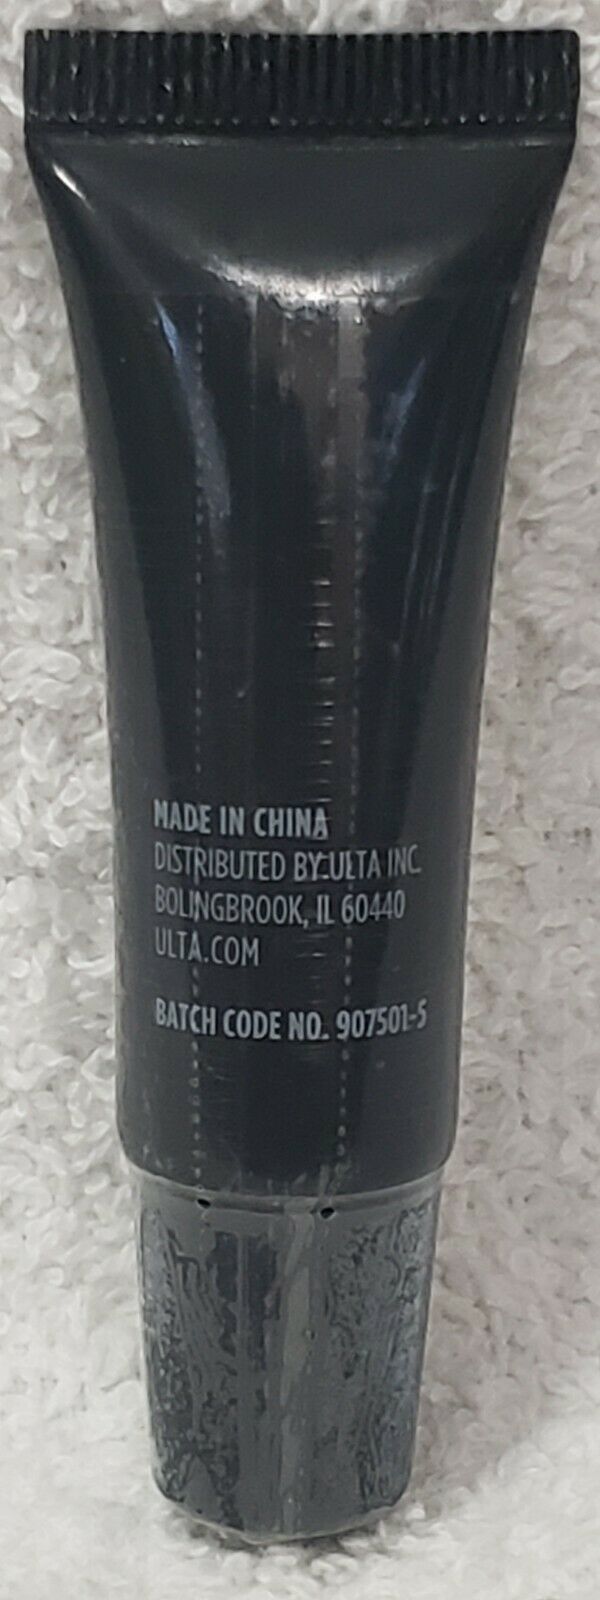 MADE IN CHINA
DISTRIBUTED BY ULTA INC.
BOLINGBROOK, IL 60440
ULTA.COM
BATCH CODE NO. 907501-5